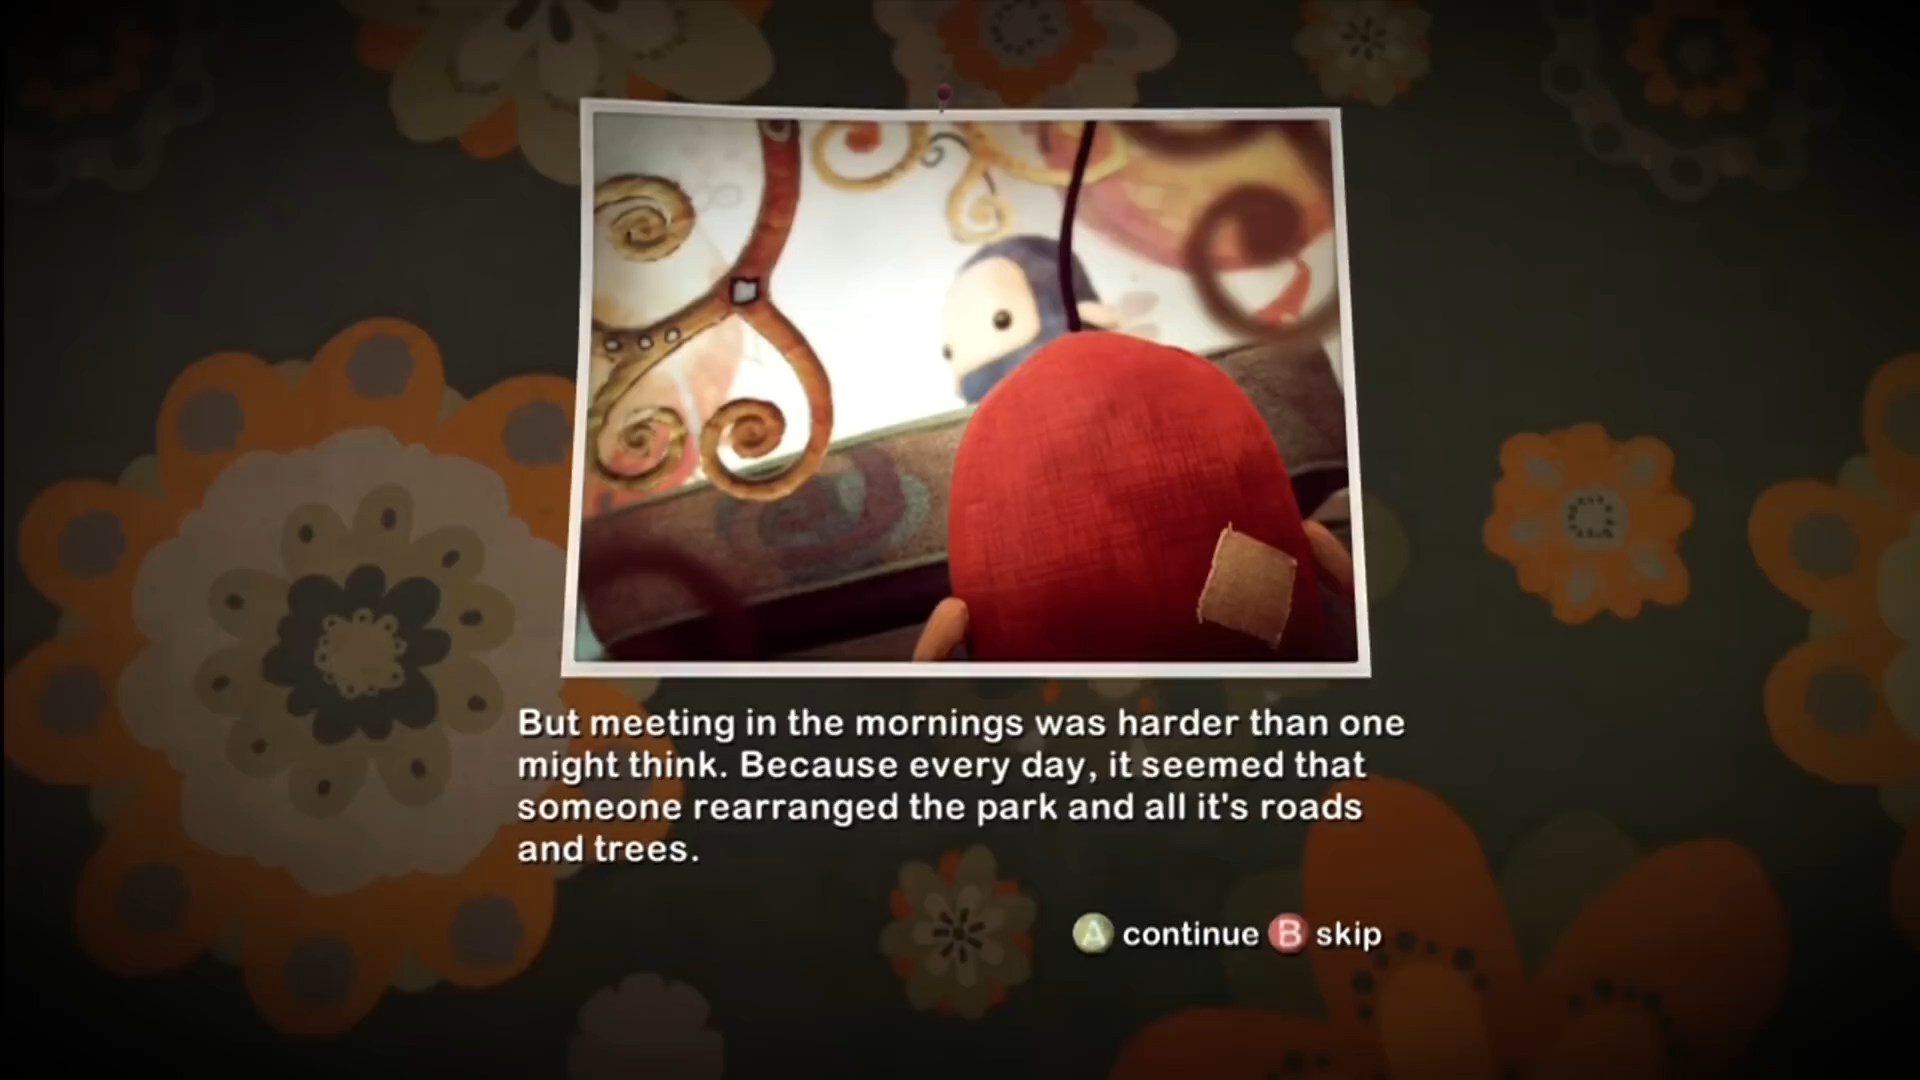 But meeting in the mornings was harder than one
might think. Because every day, it seemed that
someone rearranged the park and all it's roads
and trees.
A continue B skip